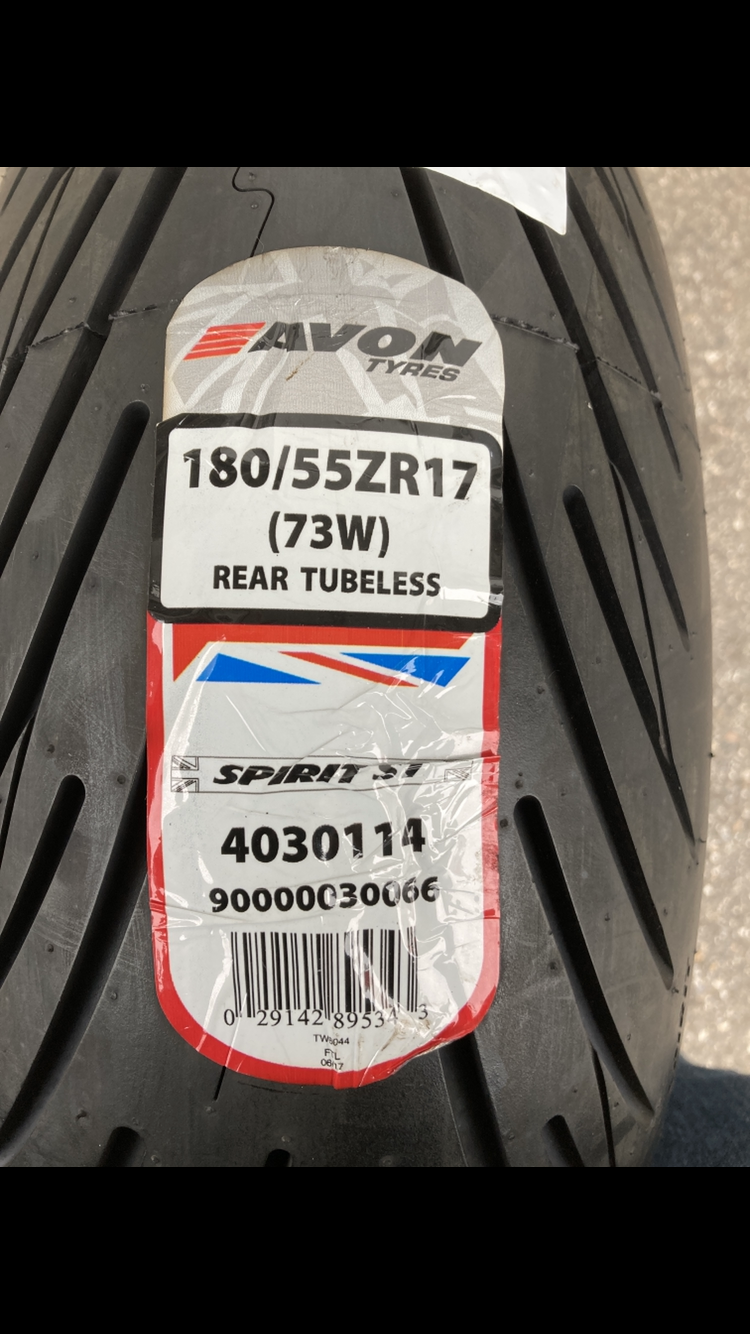 AVON
TYRES
180/55ZR17
(73W)
REAR TUBELESS
SPIRIT ST
4030114
90000030066
0 29142 89534 3